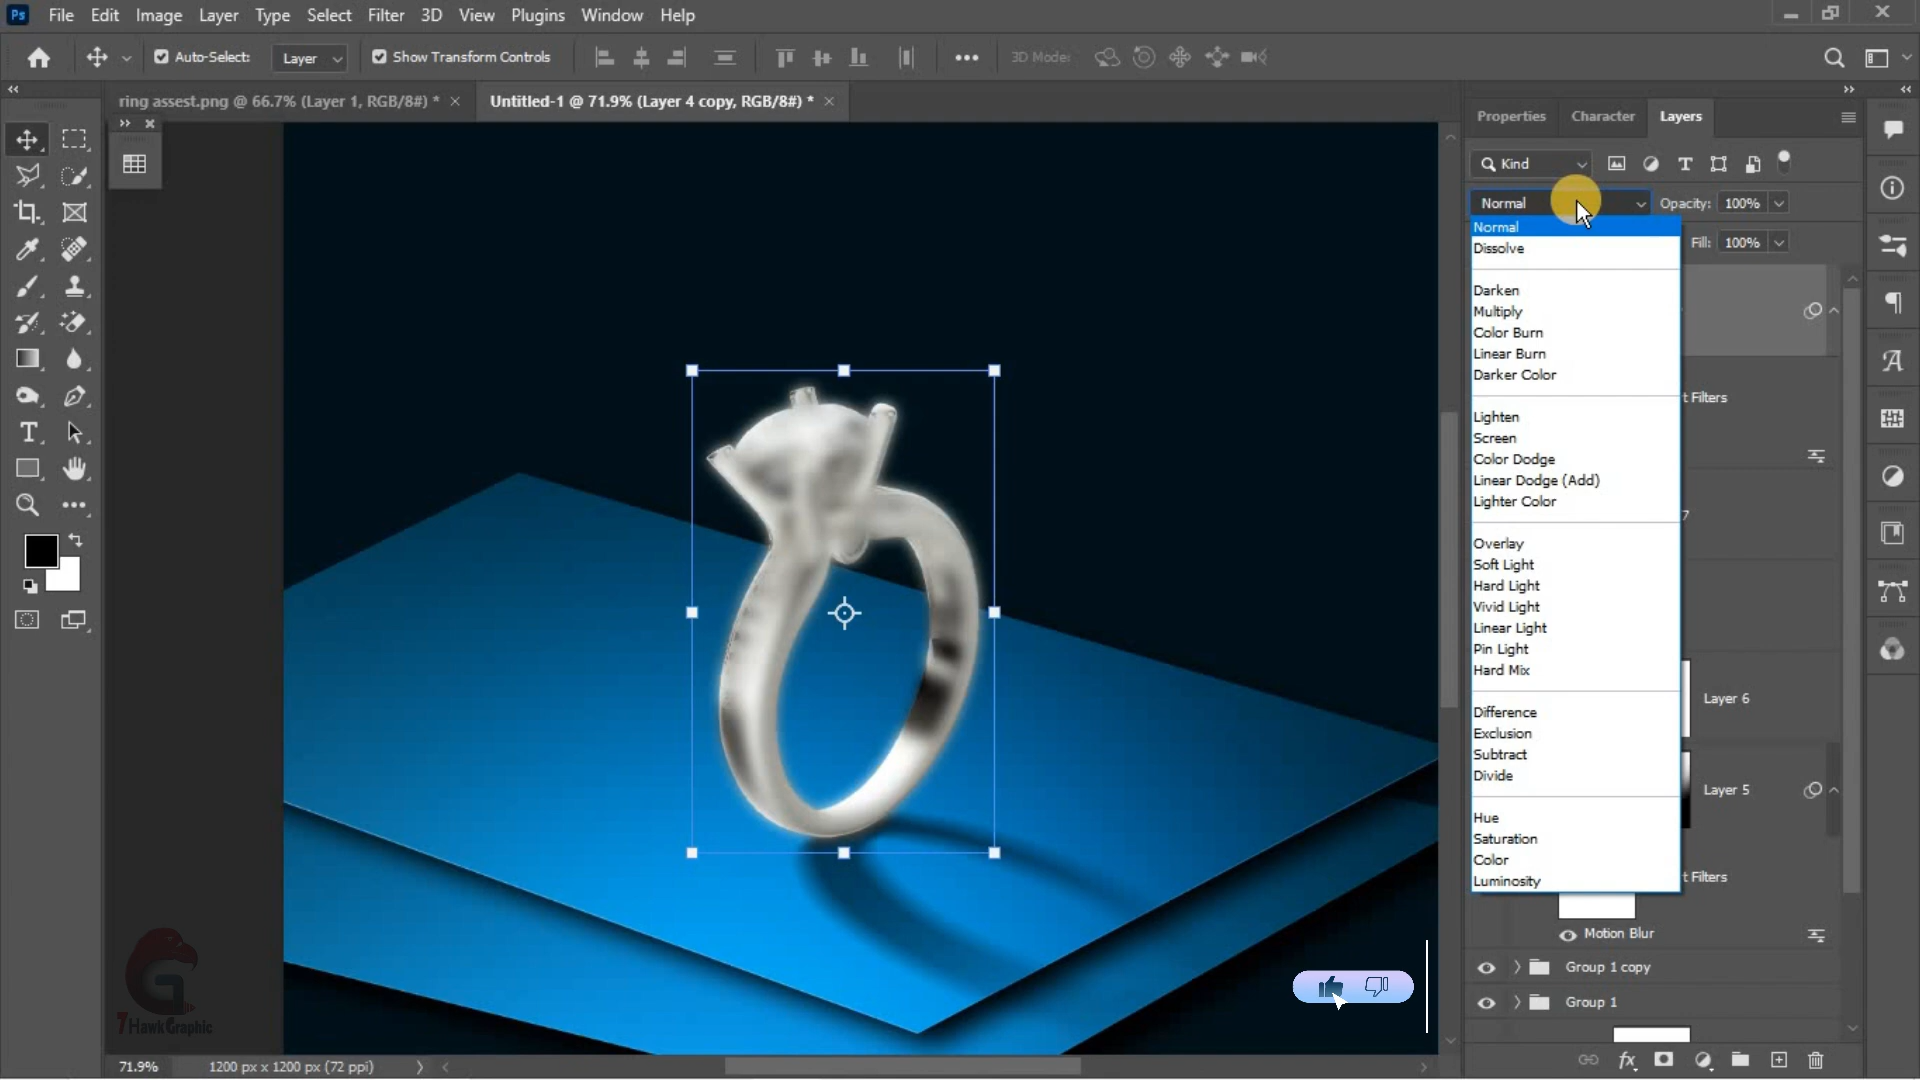 Ps File Edit Image Layer Type Select Filter 3D View Plugins Window Help
Auto-Select: Layer Show Transform Controls 3D Mode:
ring assest.png @ 66.7% (Layer 1, RGB/8#) * Untitled-1 @ 71.9% (Layer 4 copy, RGB/8#) *
Properties Character Layers
Kind
Normal Opacity: 100%
Fill: 100%
Normal
Dissolve
Darken
Multiply
Color Burn
Linear Burn
Darker Color
t Filters
Lighten
Screen
Color Dodge
Linear Dodge (Add)
Lighter Color
7
Overlay
Soft Light
Hard Light
Vivid Light
Linear Light
Pin Light
Hard Mix
Layer 6
Difference
Exclusion
Subtract
Divide
Layer 5
Hue
Saturation
Color
Luminosity
t Filters
Motion Blur
Group 1 copy
Group 1
7HawkGraphic
71.9% 1200 px x 1200 px (72 ppi)